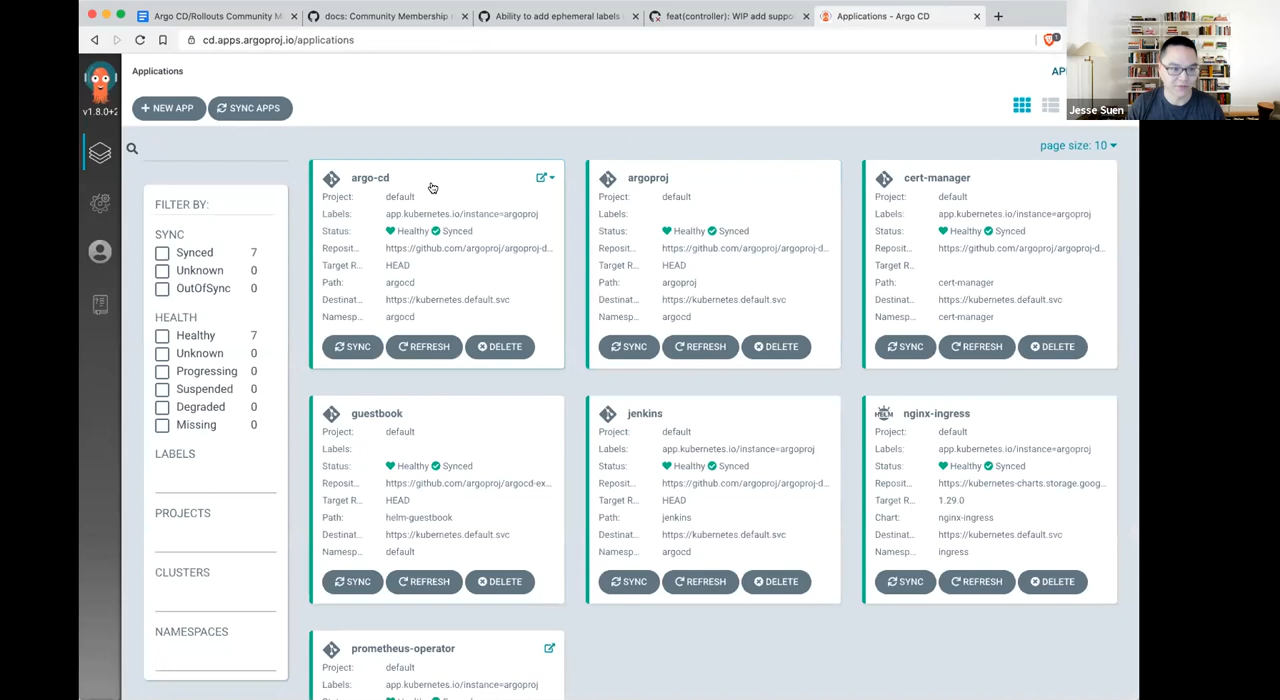 Argo CD/Rollouts Community M
docs: Community Membership
Ability to add ephemeral labels
feat(controller): WIP add suppo
Applications - Argo CD
cd.apps.argoproj.io/applications
1
Jesse Suen
v1.8.0+2
Applications
API
+ NEW APP
SYNC APPS
page size: 10
FILTER BY:
SYNC
Synced 7
Unknown 0
OutOfSync 0
HEALTH
Healthy 7
Unknown 0
Progressing 0
Suspended 0
Degraded 0
Missing 0
LABELS
PROJECTS
CLUSTERS
NAMESPACES
argo-cd
Project: default
Labels: app.kubernetes.io/instance=argoproj
Status: Healthy Synced
Reposit... https://github.com/argoproj/argoproj-d...
Target R... HEAD
Path: argocd
Destinat... https://kubernetes.default.svc
Namesp... argocd
SYNC REFRESH DELETE
argoproj
Project: default
Labels:
Status: Healthy Synced
Reposit... https://github.com/argoproj/argoproj-d...
Target R... HEAD
Path: argoproj
Destinat... https://kubernetes.default.svc
Namesp... argocd
SYNC REFRESH DELETE
cert-manager
Project: default
Labels: app.kubernetes.io/instance=argoproj
Status: Healthy Synced
Reposit... https://github.com/argoproj/argoproj-d...
Target R...
Path: cert-manager
Destinat... https://kubernetes.default.svc
Namesp... cert-manager
SYNC REFRESH DELETE
guestbook
Project: default
Labels:
Status: Healthy Synced
Reposit... https://github.com/argoproj/argocd-ex...
Target R... HEAD
Path: helm-guestbook
Destinat... https://kubernetes.default.svc
Namesp... default
SYNC REFRESH DELETE
jenkins
Project: default
Labels: app.kubernetes.io/instance=argoproj
Status: Healthy Synced
Reposit... https://github.com/argoproj/argoproj-d...
Target R... HEAD
Path: jenkins
Destinat... https://kubernetes.default.svc
Namesp... argocd
SYNC REFRESH DELETE
HELM
nginx-ingress
Project: default
Labels: app.kubernetes.io/instance=argoproj
Status: Healthy Synced
Reposit... https://kubernetes-charts.storage.goog...
Target R... 1.29.0
Chart: nginx-ingress
Destinat... https://kubernetes.default.svc
Namesp... ingress
SYNC REFRESH DELETE
prometheus-operator
Project: default
Labels: app.kubernetes.io/instance=argoproj